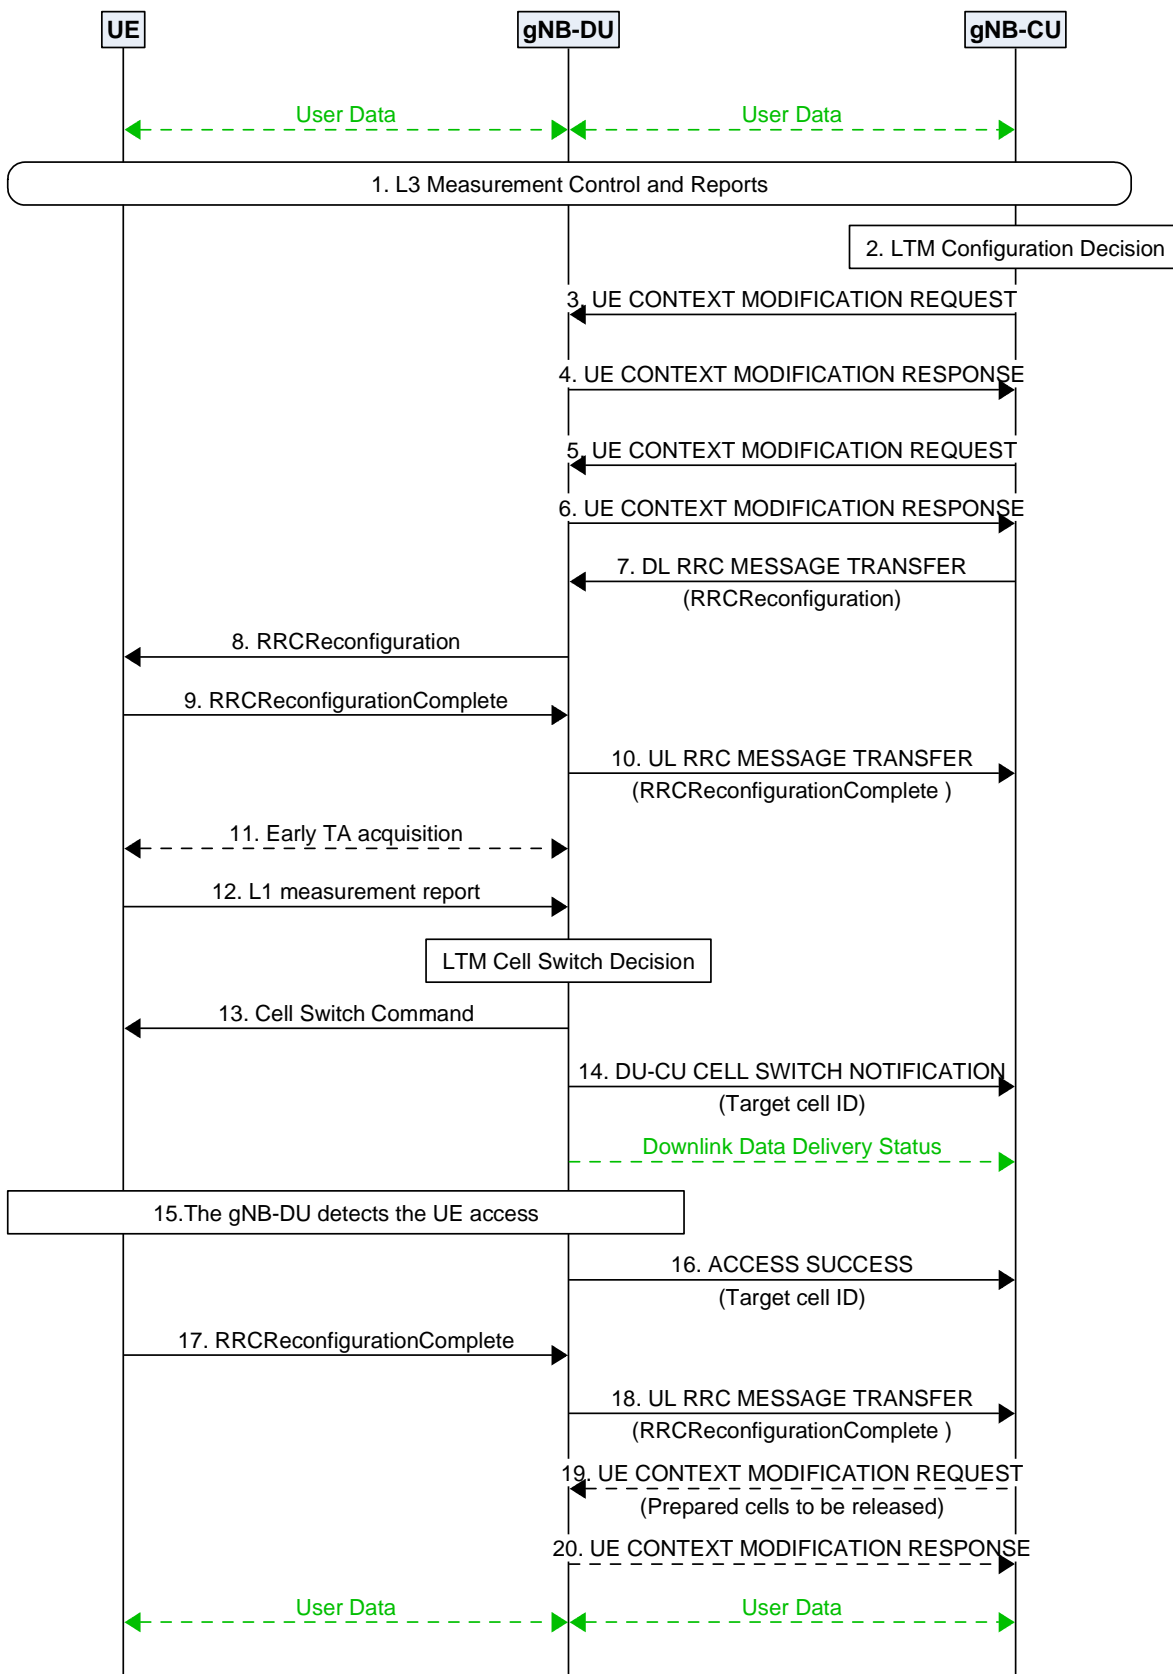 UE
gNB-DU
gNB-CU
User Data
User Data
1. L3 Measurement Control and Reports
2. LTM Configuration Decision
3. UE CONTEXT MODIFICATION REQUEST
4. UE CONTEXT MODIFICATION RESPONSE
5. UE CONTEXT MODIFICATION REQUEST
6. UE CONTEXT MODIFICATION RESPONSE
7. DL RRC MESSAGE TRANSFER
(RRCReconfiguration)
8. RRCReconfiguration
9. RRCReconfigurationComplete
10. UL RRC MESSAGE TRANSFER
(RRCReconfigurationComplete )
11. Early TA acquisition
12. L1 measurement report
LTM Cell Switch Decision
13. Cell Switch Command
14. DU-CU CELL SWITCH NOTIFICATION
(Target cell ID)
Downlink Data Delivery Status
15.The gNB-DU detects the UE access
16. ACCESS SUCCESS
(Target cell ID)
17. RRCReconfigurationComplete
18. UL RRC MESSAGE TRANSFER
(RRCReconfigurationComplete )
19. UE CONTEXT MODIFICATION REQUEST
(Prepared cells to be released)
20. UE CONTEXT MODIFICATION RESPONSE
User Data
User Data